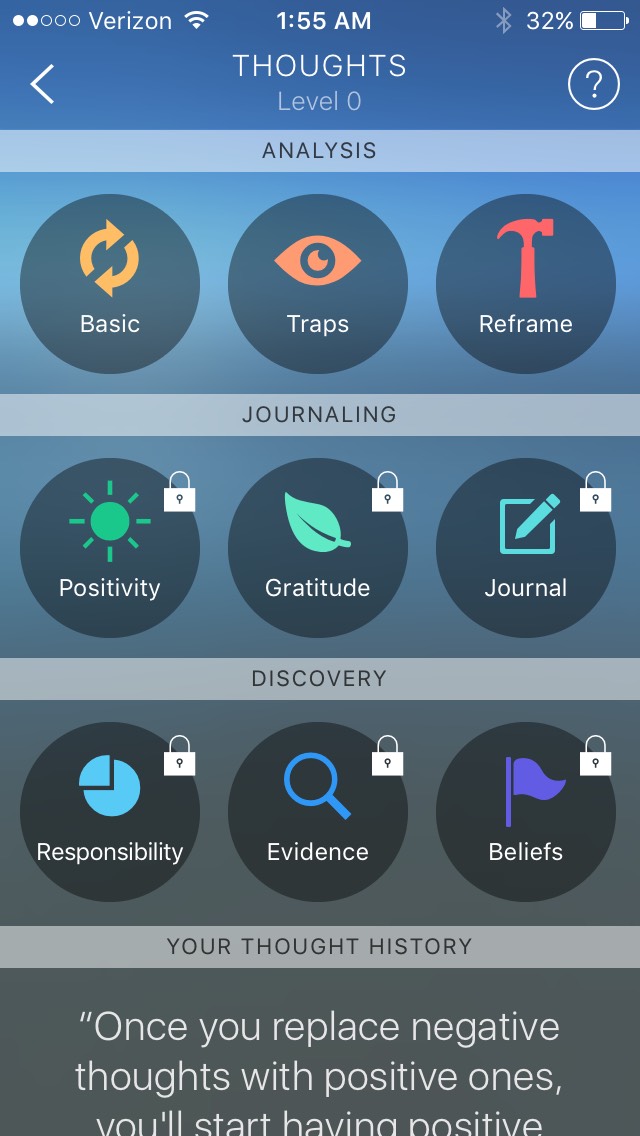 Verizon 1:55 AM 32%
THOUGHTS
Level 0
?
ANALYSIS
Basic Traps Reframe
JOURNALING
Positivity Gratitude Journal
DISCOVERY
Responsibility Evidence Beliefs
YOUR THOUGHT HISTORY
“Once you replace negative
thoughts with positive ones,
you'll start having positive